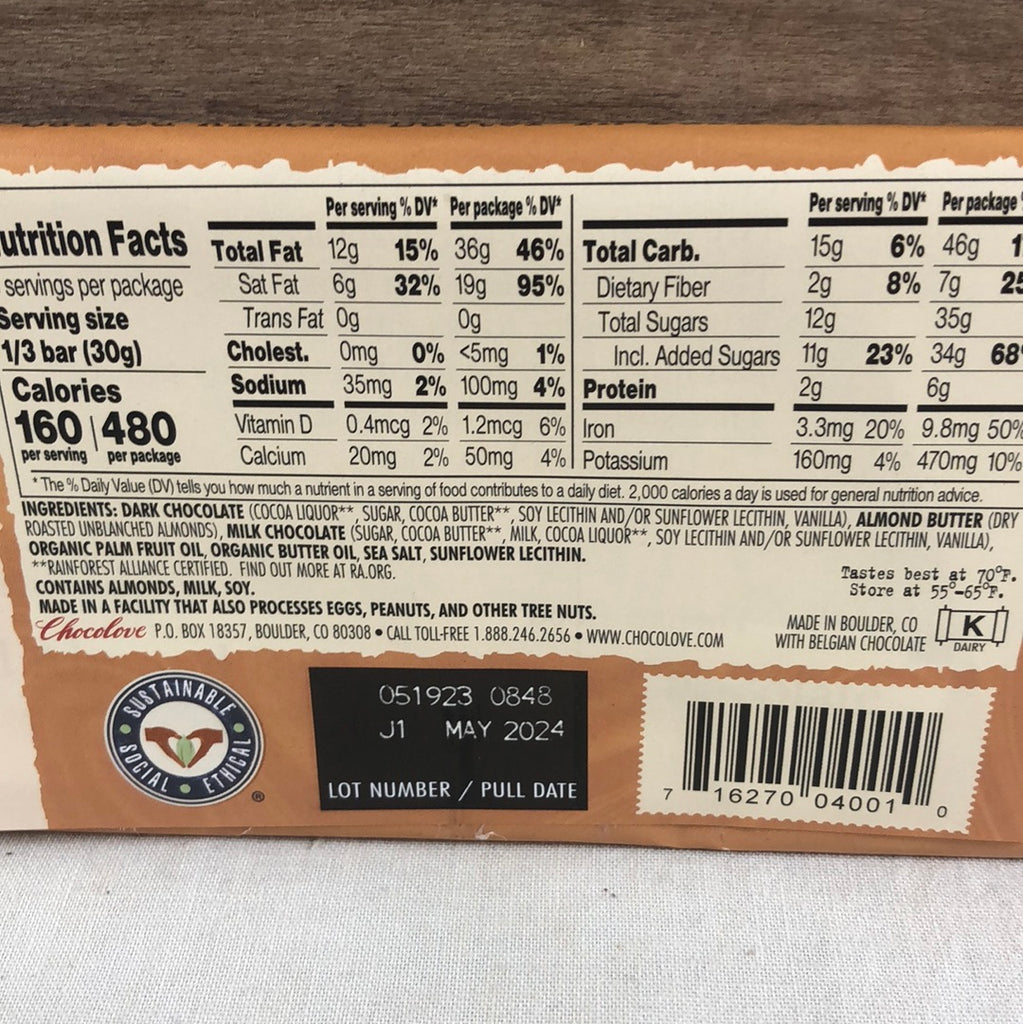 Per serving % DV* Per package % DV* Per serving % DV* Per package %
utrition Facts Total Fat 12g 15% 36g 46% Total Carb. 15g 6% 46g
servings per package Sat Fat 6g 32% 19g 95% Dietary Fiber 2g 8% 7g 25
Serving size Trans Fat 0g 0g Total Sugars 12g 35g
1/3 bar (30g) Cholest. 0mg 0% <5mg 1% Incl. Added Sugars 11g 23% 34g 68%
Calories Sodium 35mg 2% 100mg 4% Protein 2g 6g
160 480 Vitamin D 0.4mcg 2% 1.2mcg 6% Iron 3.3mg 20% 9.8mg 50%
per serving per package Calcium 20mg 2% 50mg 4% Potassium 160mg 4% 470mg 10%
*The % Daily Value (DV) tells you how much a nutrient in a serving of food contributes to a daily diet. 2,000 calories a day is used for general nutrition advice.
INGREDIENTS: DARK CHOCOLATE (COCOA LIQUOR**, SUGAR, COCOA BUTTER**, SOY LECITHIN AND/OR SUNFLOWER LECITHIN, VANILLA), ALMOND BUTTER (DRY
ROASTED UNBLANCHED ALMONDS), MILK CHOCOLATE (SUGAR, COCOA BUTTER**, MILK, COCOA LIQUOR**, SOY LECITHIN AND/OR SUNFLOWER LECITHIN, VANILLA),
ORGANIC PALM FRUIT OIL, ORGANIC BUTTER OIL, SEA SALT, SUNFLOWER LECITHIN.
**RAINFOREST ALLIANCE CERTIFIED. FIND OUT MORE AT RA.ORG.
CONTAINS ALMONDS, MILK, SOY.
MADE IN A FACILITY THAT ALSO PROCESSES EGGS, PEANUTS, AND OTHER TREE NUTS.
Chocolove P.O. BOX 18357, BOULDER, CO 80308 • CALL TOLL-FREE 1.888.246.2656 • WWW.CHOCOLOVE.COM
Tastes best at 70°F.
Store at 55°-65°F.
MADE IN BOULDER, CO
WITH BELGIAN CHOCOLATE
K
DAIRY
SUSTAINABLE • ETHICAL • SOCIAL •
®
051923 0848
J1 MAY 2024
LOT NUMBER / PULL DATE
7 16270 04001 0